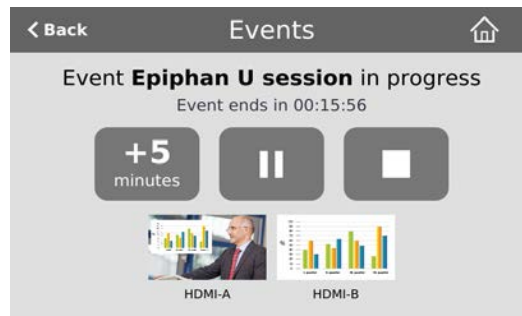 Back
Events
Event Epiphan U session in progress
Event ends in 00:15:56
+5
minutes
HDMI-A
HDMI-B